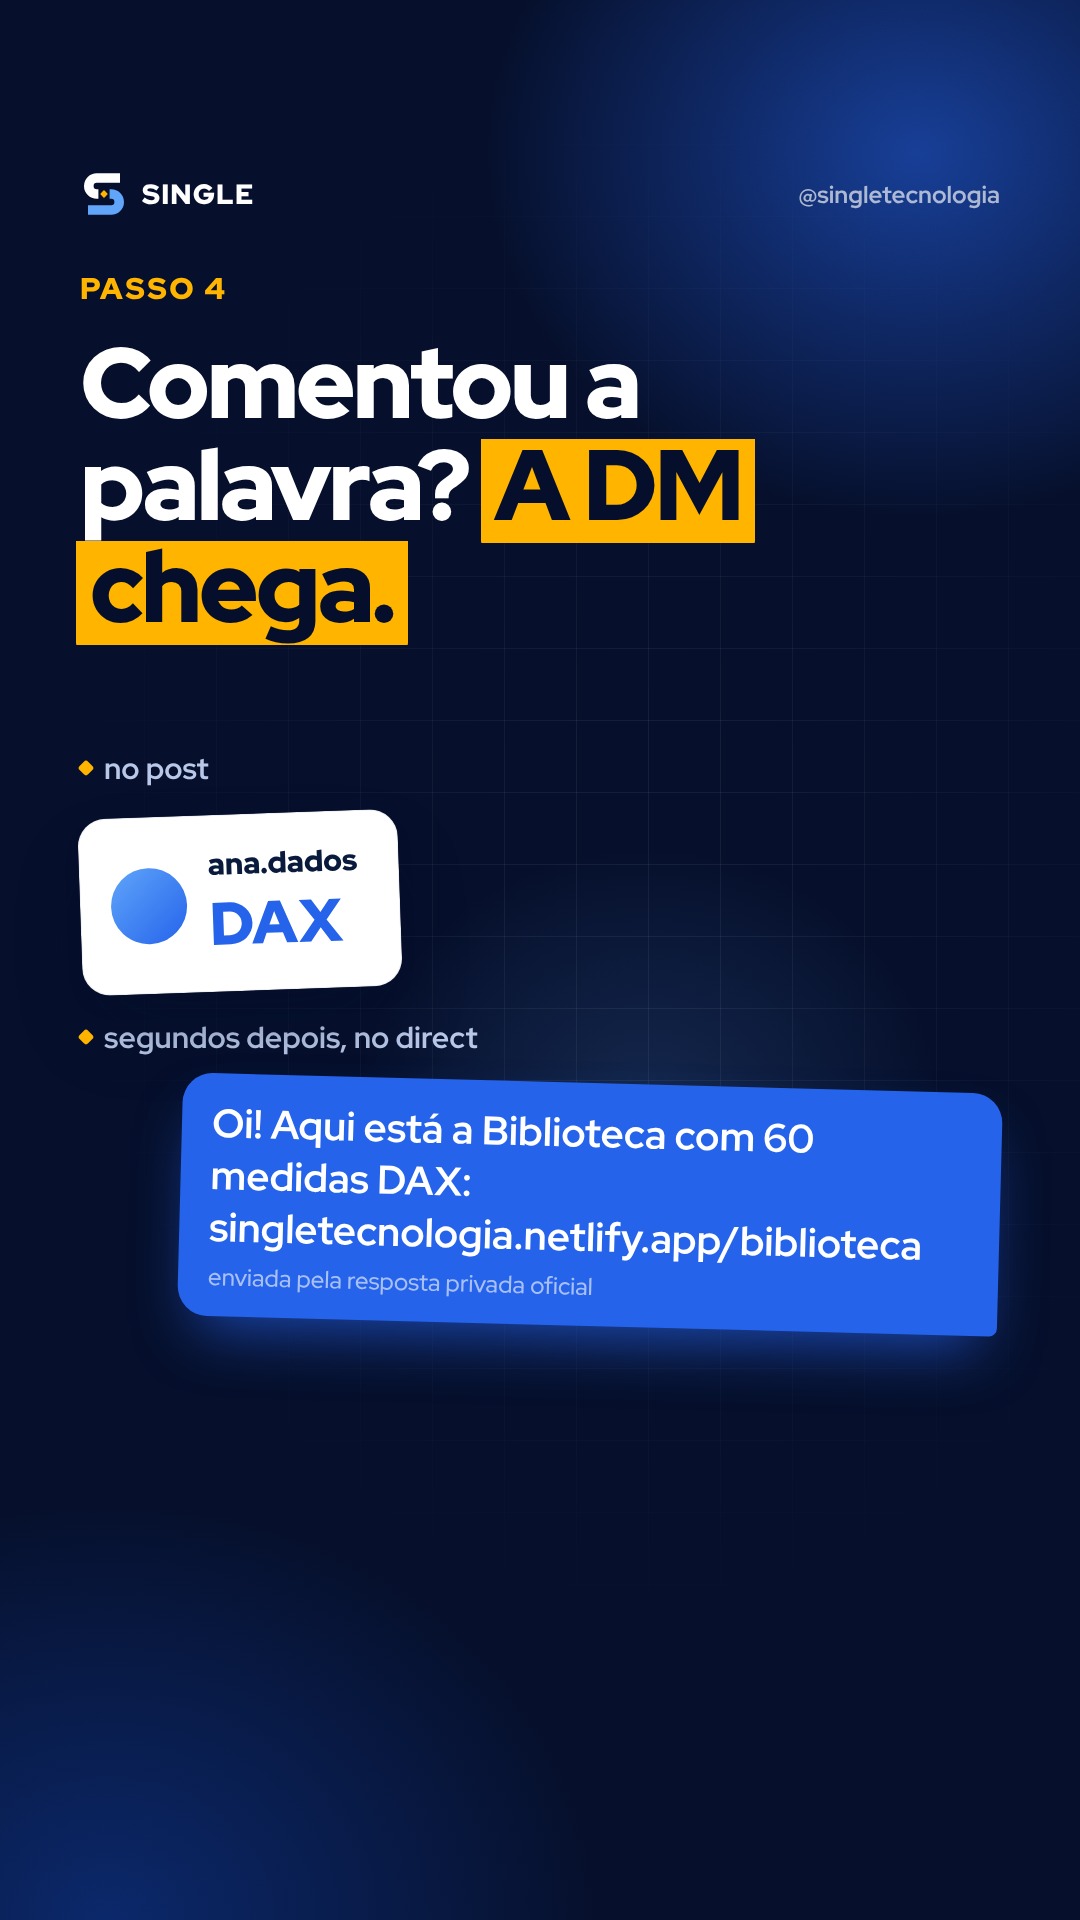 SINGLE
@singletecnologia
PASSO 4
Comentou a
palavra? A DM
chega.
no post
ana.dados
DAX
segundos depois, no direct
Oi! Aqui está a Biblioteca com 60
medidas DAX:
singletecnologia.netlify.app/biblioteca
enviada pela resposta privada oficial